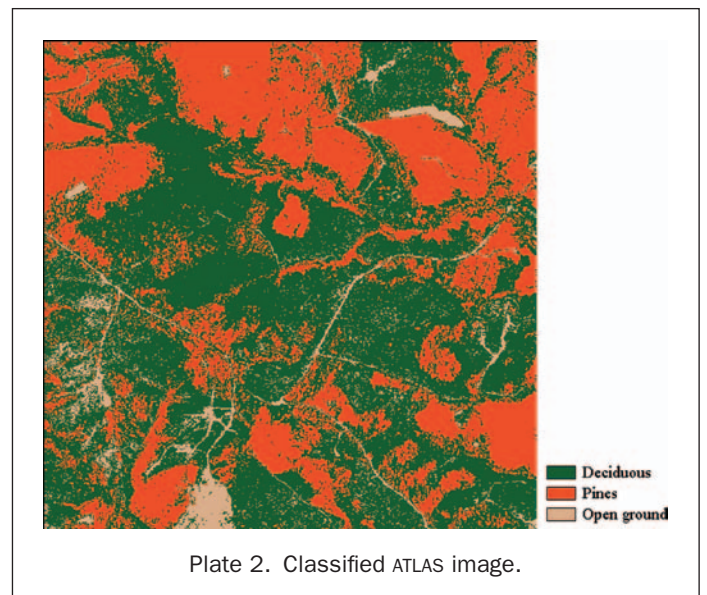 Deciduous
Pines
Open ground
Plate 2. Classified ATLAS image.